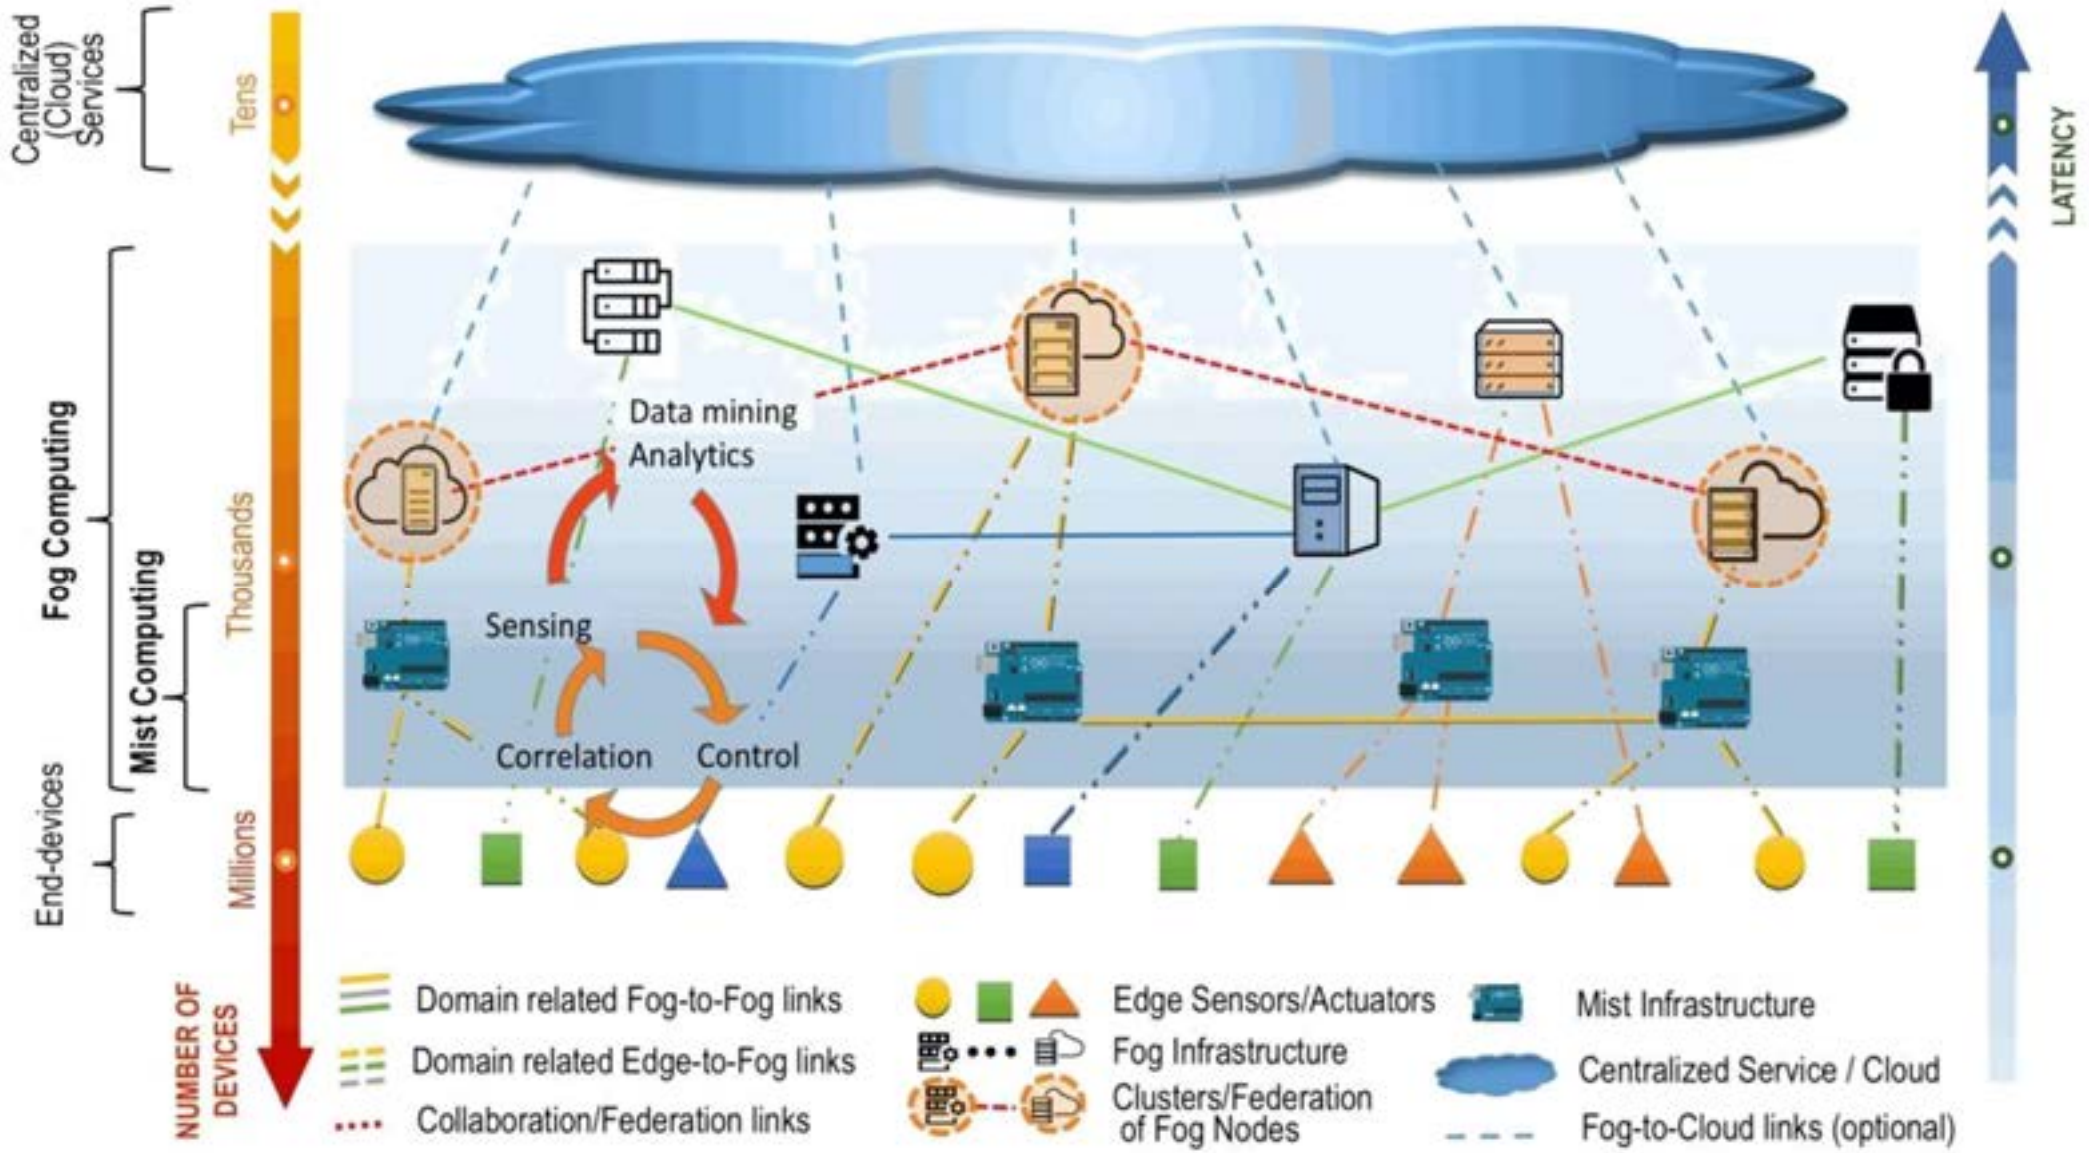 Centralized
(Cloud)
Services
Tens
LATENCY
Fog Computing
Data mining
Analytics
Thousands
Mist Computing
Sensing
Correlation
Control
End-devices
Millions
NUMBER OF
DEVICES
Domain related Fog-to-Fog links
Domain related Edge-to-Fog links
Collaboration/Federation links
Edge Sensors/Actuators
Fog Infrastructure
Clusters/Federation
of Fog Nodes
Mist Infrastructure
Centralized Service / Cloud
Fog-to-Cloud links (optional)